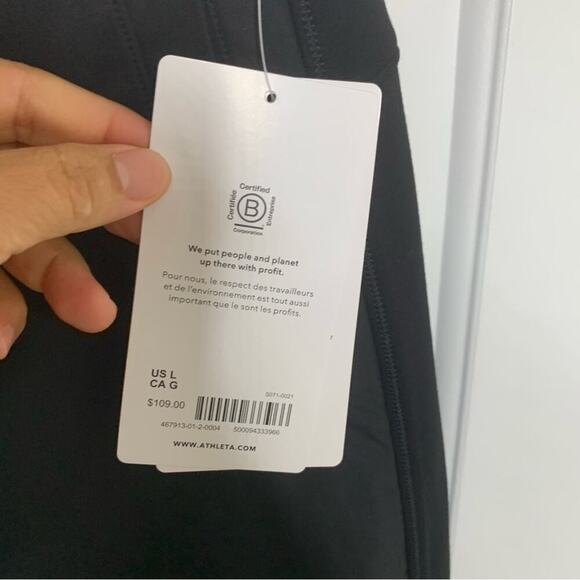 Certified
Certifiée
B
Entreprise
Corporation
We put people and planet
up there with profit.
Pour nous, le respect des travailleurs
et de l'environnement est tout aussi
important que le sont les profits.
US L
CA G
S071-0021
$109.00
467913-01-2-0004 500094333966
WWW.ATHLETA.COM